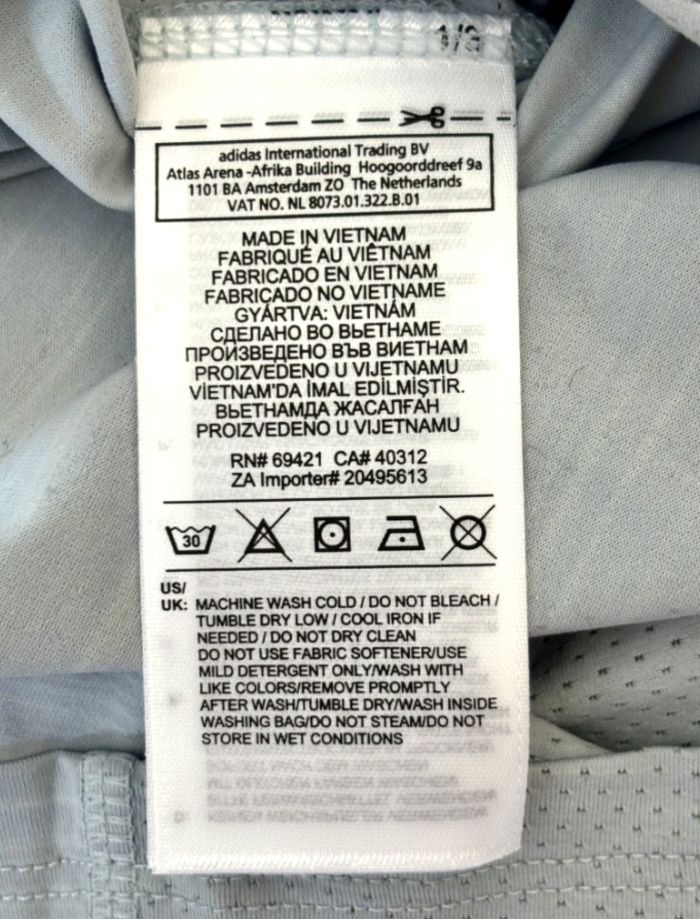 adidas International Trading BV
Atlas Arena -Afrika Building Hoogoorddreef 9a
1101 BA Amsterdam ZO The Netherlands
VAT NO. NL 8073.01.322.B.01
MADE IN VIETNAM
FABRIQUÉ AU VIÊTNAM
FABRICADO EN VIETNAM
FABRICADO NO VIETNAME
GYÁRTVA: VIETNÁM
СДЕЛАНО ВО ВЬЕТНАМЕ
ПРОИЗВЕДЕНО ВЪВ ВИЕТНАМ
PROIZVEDENO U VIJETNAMU
VİETNAM'DA İMAL EDİLMİŞTİR.
ВЬЕТНАМДА ЖАСАЛҒАН
PROIZVEDENO U VIJETNAMU
RN# 69421 CA# 40312
ZA Importer# 20495613
30
US/
UK: MACHINE WASH COLD / DO NOT BLEACH /
TUMBLE DRY LOW / COOL IRON IF
NEEDED / DO NOT DRY CLEAN
DO NOT USE FABRIC SOFTENER/USE
MILD DETERGENT ONLY/WASH WITH
LIKE COLORS/REMOVE PROMPTLY
AFTER WASH/TUMBLE DRY/WASH INSIDE
WASHING BAG/DO NOT STEAM/DO NOT
STORE IN WET CONDITIONS